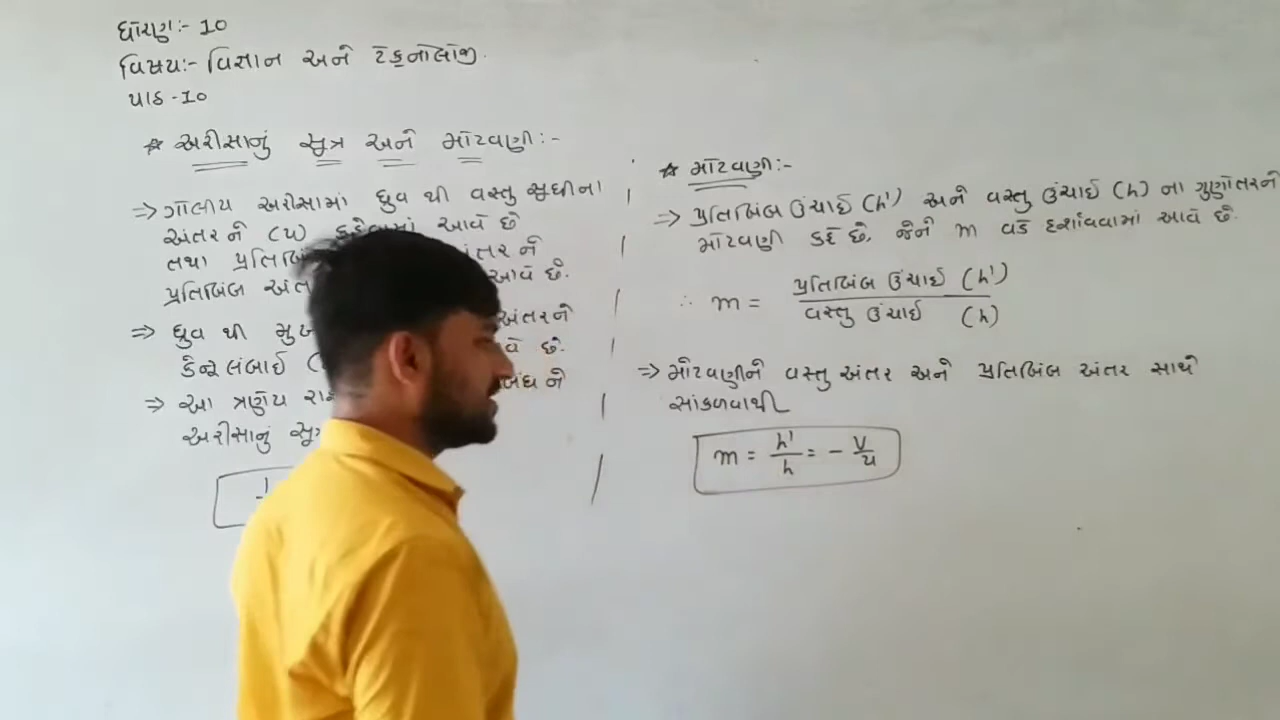 ધોરણ:- 10
વિષય:- વિજ્ઞાન અને ટેકનોલોજી.
પાઠ - 10
* અરીસાનું સૂત્ર અને મોટવણી:-
⇒ ગોલીય અરીસામાં ધ્રુવ થી વસ્તુ સુધીના
અંતર ને (u) કહેવામાં આવે છે
તથા અંતર ને
પ્રતિબિંબ આવે છે.
⇒ ધ્રુવ થી અંતરને
કેન્દ્રલંબાઈ છે.
⇒ આ ત્રણેય ને
અરીસાનું
* મોટવણી:-
⇒ પ્રતિબિંબ ઉંચાઈ (h') અને વસ્તુ ઉંચાઈ (h) ના ગુણોતરને
મોટવણી કહે છે, જેને m વડે દર્શાવવામાં આવે છે.
∴ m = પ્રતિબિંબ ઉંચાઈ (h') / વસ્તુ ઉંચાઈ (h)
⇒ મોટવણીને વસ્તુ અંતર અને પ્રતિબિંબ અંતર સાથે
સાંકળવાથી
m = h'/h = - v/u